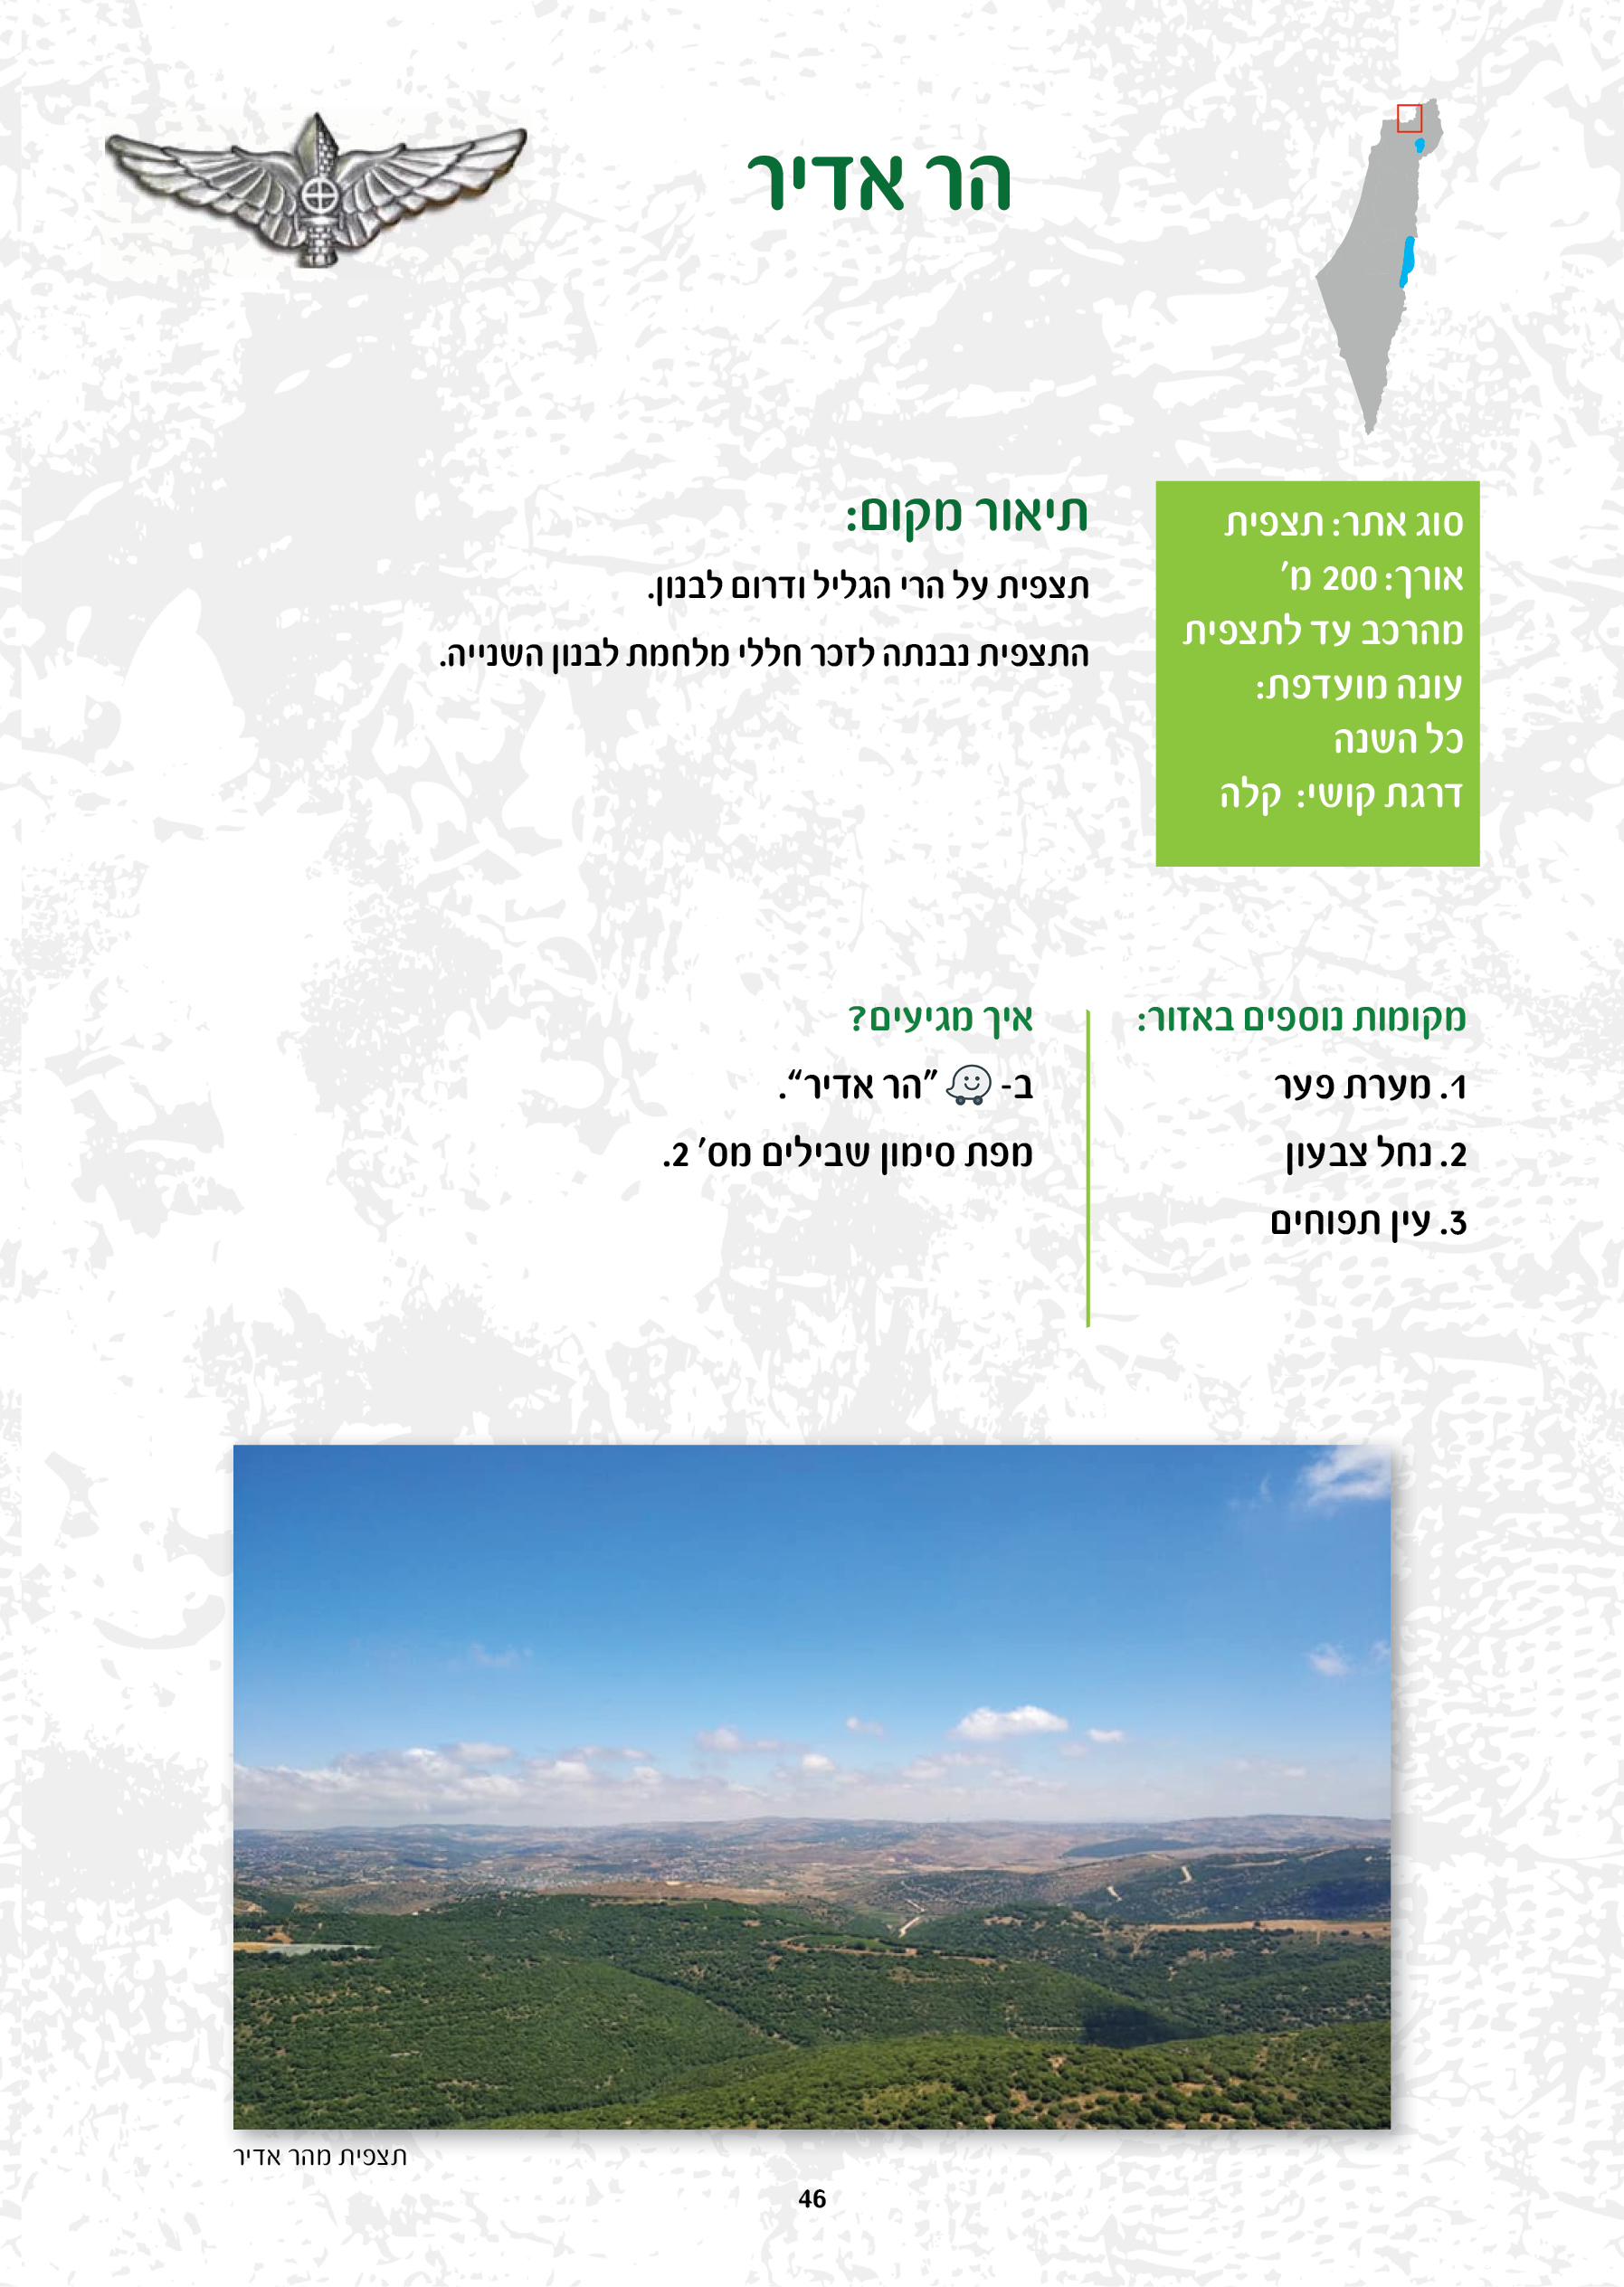 הר אדיר
סוג אתר: תצפית
אורך: 200 מ'
מהרכב עד לתצפית
עונה מועדפת:
כל השנה
דרגת קושי: קלה
תיאור מקום:
תצפית על הרי הגליל ודרום לבנון.
התצפית נבנתה לזכר חללי מלחמת לבנון השנייה.
מקומות נוספים באזור:
1. מערת פער
2. נחל צבעון
3. עין תפוחים
איך מגיעים?
ב- ”הר אדיר“.
מפת סימון שבילים מס' 2.
תצפית מהר אדיר
46